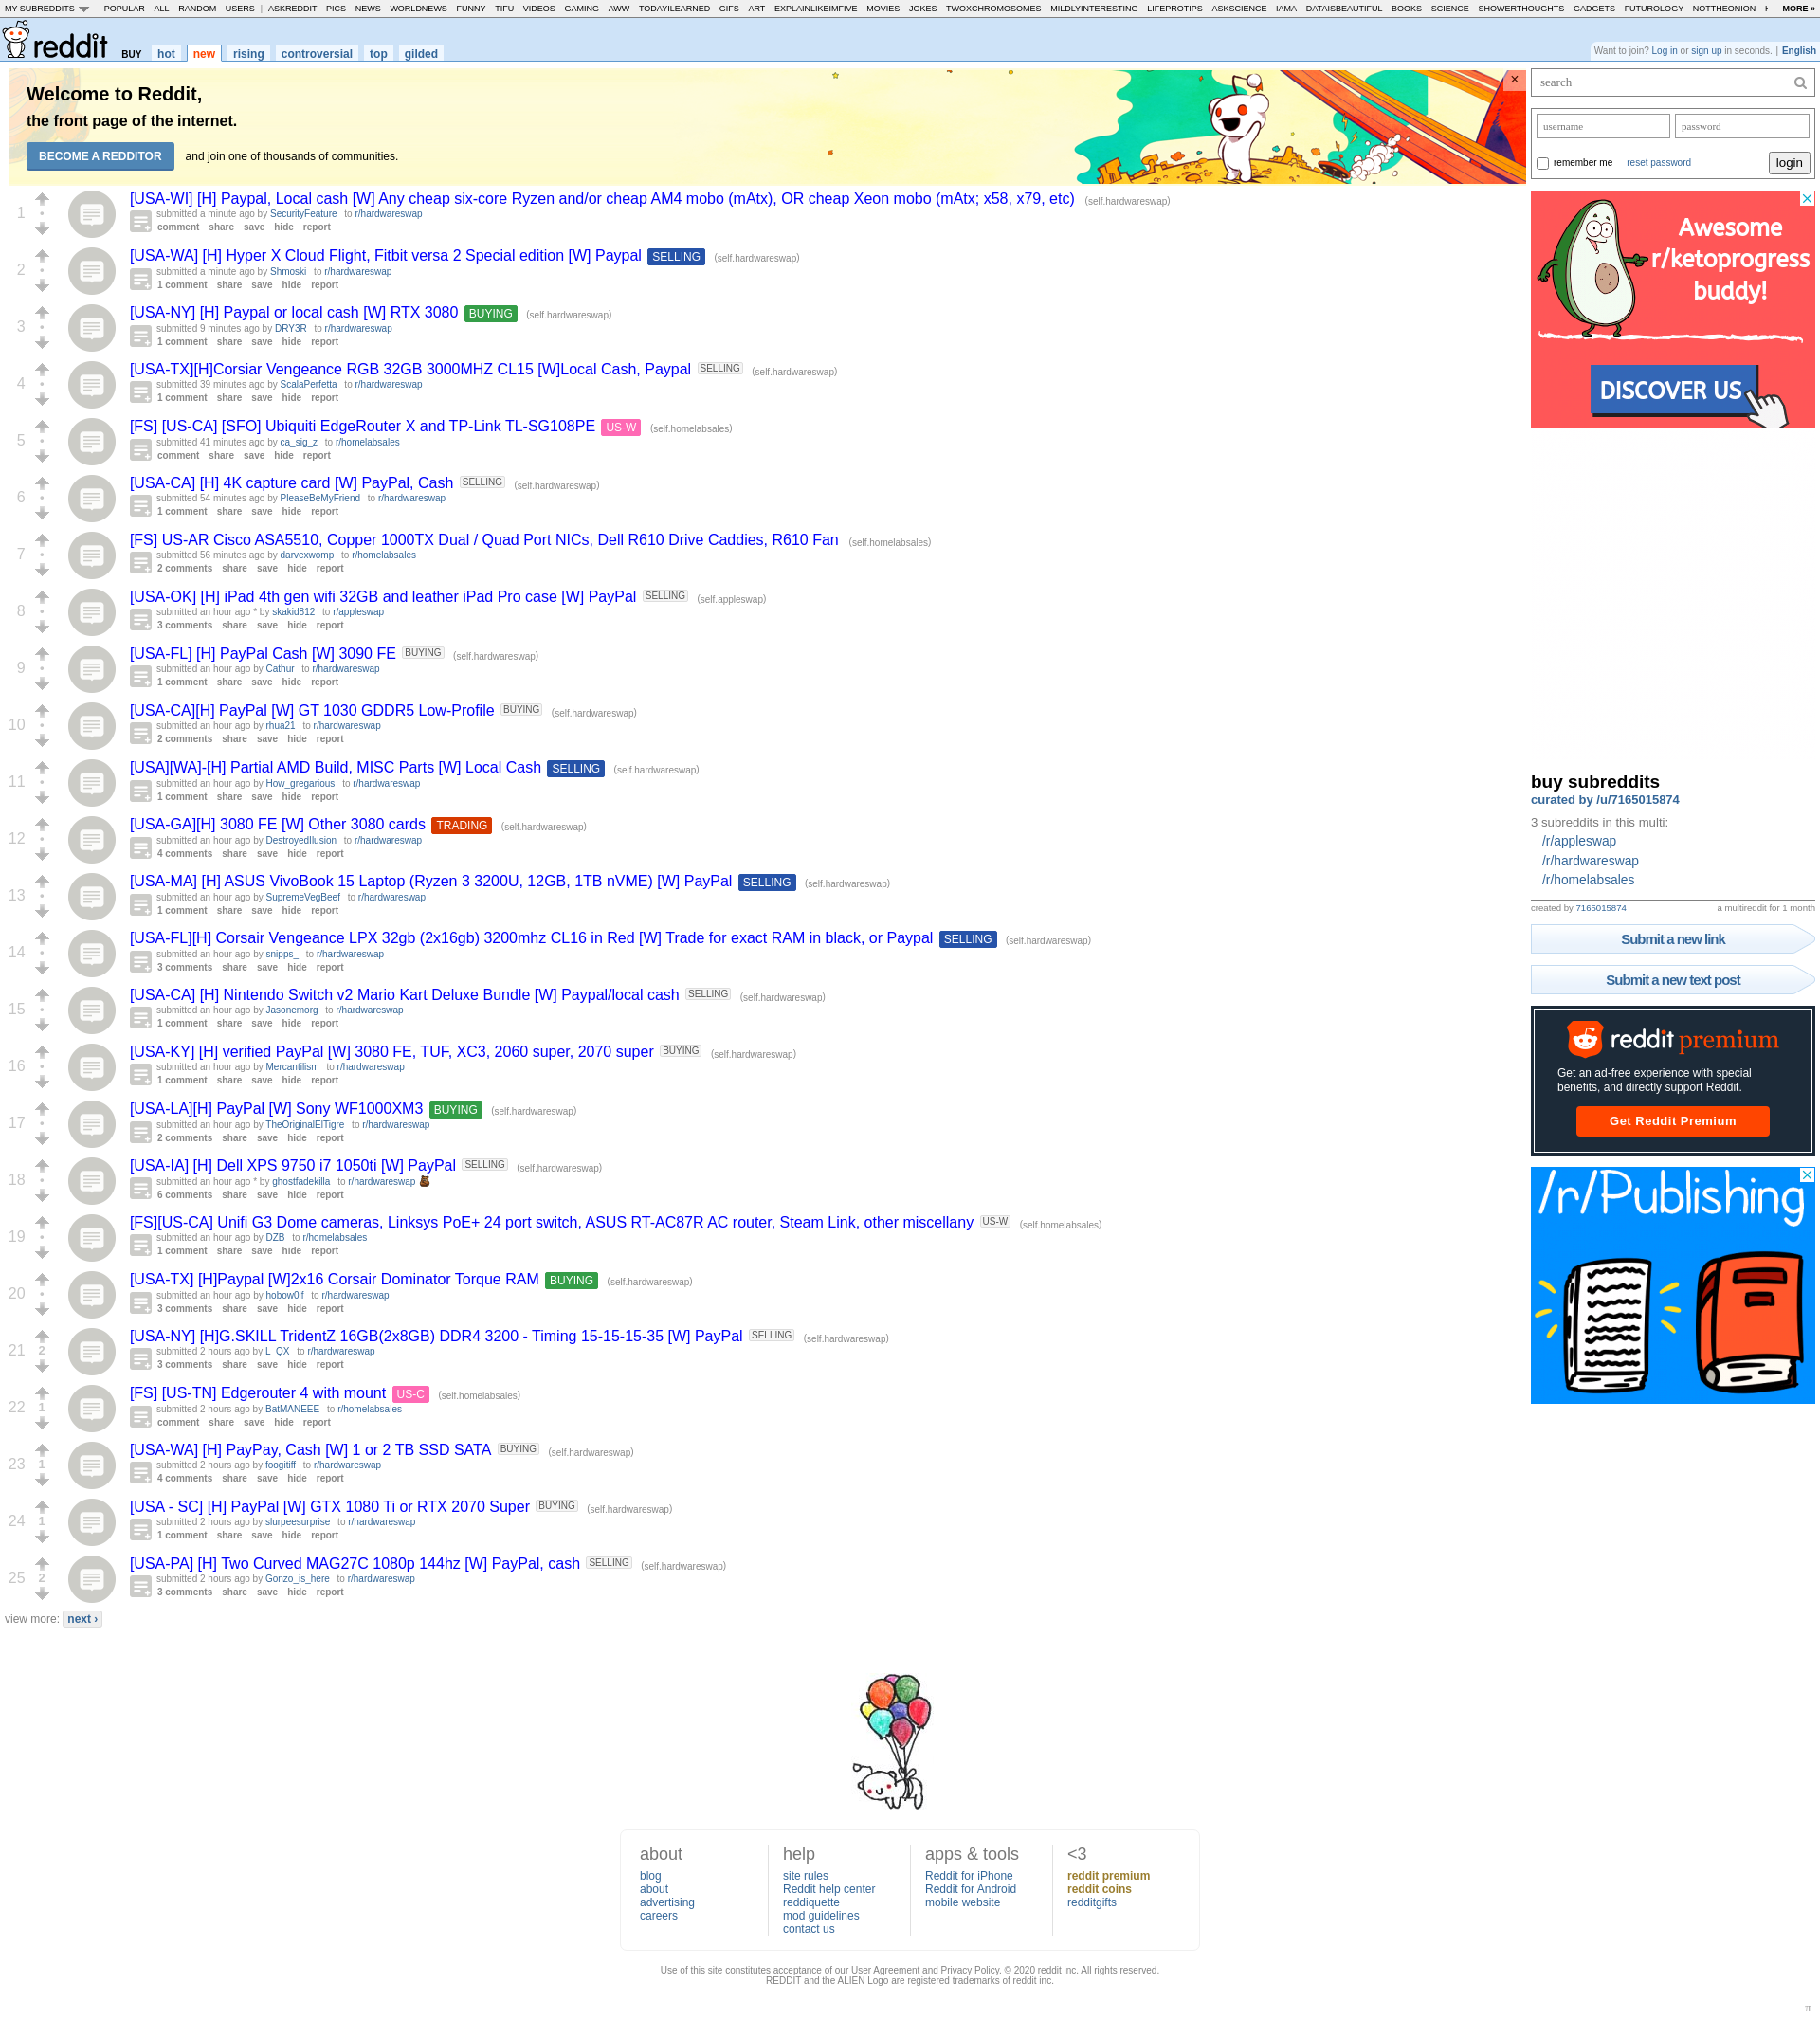 MY SUBREDDITS POPULAR - ALL - RANDOM - USERS | ASKREDDIT - PICS - NEWS - WORLDNEWS - FUNNY - TIFU - VIDEOS - GAMING - AWW - TODAYILEARNED - GIFS - ART - EXPLAINLIKEIMFIVE - MOVIES - JOKES - TWOXCHROMOSOMES - MILDLYINTERESTING - LIFEPROTIPS - ASKSCIENCE - IAMA - DATAISBEAUTIFUL - BOOKS - SCIENCE - SHOWERTHOUGHTS - GADGETS - FUTUROLOGY - NOTTHEONION - MORE »
reddit BUY hot new rising controversial top gilded
Want to join? Log in or sign up in seconds. | English
Welcome to Reddit,
the front page of the internet.
BECOME A REDDITOR and join one of thousands of communities.
×
1
[USA-WI] [H] Paypal, Local cash [W] Any cheap six-core Ryzen and/or cheap AM4 mobo (mAtx), OR cheap Xeon mobo (mAtx; x58, x79, etc) (self.hardwareswap)
submitted a minute ago by SecurityFeature to r/hardwareswap
comment share save hide report
2
[USA-WA] [H] Hyper X Cloud Flight, Fitbit versa 2 Special edition [W] Paypal SELLING (self.hardwareswap)
submitted a minute ago by Shmoski to r/hardwareswap
1 comment share save hide report
3
[USA-NY] [H] Paypal or local cash [W] RTX 3080 BUYING (self.hardwareswap)
submitted 9 minutes ago by DRY3R to r/hardwareswap
1 comment share save hide report
4
[USA-TX][H]Corsiar Vengeance RGB 32GB 3000MHZ CL15 [W]Local Cash, Paypal SELLING (self.hardwareswap)
submitted 39 minutes ago by ScalaPerfetta to r/hardwareswap
1 comment share save hide report
5
[FS] [US-CA] [SFO] Ubiquiti EdgeRouter X and TP-Link TL-SG108PE US-W (self.homelabsales)
submitted 41 minutes ago by ca_sig_z to r/homelabsales
comment share save hide report
6
[USA-CA] [H] 4K capture card [W] PayPal, Cash SELLING (self.hardwareswap)
submitted 54 minutes ago by PleaseBeMyFriend to r/hardwareswap
1 comment share save hide report
7
[FS] US-AR Cisco ASA5510, Copper 1000TX Dual / Quad Port NICs, Dell R610 Drive Caddies, R610 Fan (self.homelabsales)
submitted 56 minutes ago by darvexwomp to r/homelabsales
2 comments share save hide report
8
[USA-OK] [H] iPad 4th gen wifi 32GB and leather iPad Pro case [W] PayPal SELLING (self.appleswap)
submitted an hour ago * by skakid812 to r/appleswap
3 comments share save hide report
9
[USA-FL] [H] PayPal Cash [W] 3090 FE BUYING (self.hardwareswap)
submitted an hour ago by Cathur to r/hardwareswap
1 comment share save hide report
10
[USA-CA][H] PayPal [W] GT 1030 GDDR5 Low-Profile BUYING (self.hardwareswap)
submitted an hour ago by rhua21 to r/hardwareswap
2 comments share save hide report
11
[USA][WA]-[H] Partial AMD Build, MISC Parts [W] Local Cash SELLING (self.hardwareswap)
submitted an hour ago by How_gregarious to r/hardwareswap
1 comment share save hide report
12
[USA-GA][H] 3080 FE [W] Other 3080 cards TRADING (self.hardwareswap)
submitted an hour ago by DestroyedIlusion to r/hardwareswap
4 comments share save hide report
13
[USA-MA] [H] ASUS VivoBook 15 Laptop (Ryzen 3 3200U, 12GB, 1TB nVME) [W] PayPal SELLING (self.hardwareswap)
submitted an hour ago by SupremeVegBeef to r/hardwareswap
1 comment share save hide report
14
[USA-FL][H] Corsair Vengeance LPX 32gb (2x16gb) 3200mhz CL16 in Red [W] Trade for exact RAM in black, or Paypal SELLING (self.hardwareswap)
submitted an hour ago by snipps_ to r/hardwareswap
3 comments share save hide report
15
[USA-CA] [H] Nintendo Switch v2 Mario Kart Deluxe Bundle [W] Paypal/local cash SELLING (self.hardwareswap)
submitted an hour ago by Jasonemorg to r/hardwareswap
1 comment share save hide report
16
[USA-KY] [H] verified PayPal [W] 3080 FE, TUF, XC3, 2060 super, 2070 super BUYING (self.hardwareswap)
submitted an hour ago by Mercantilism to r/hardwareswap
1 comment share save hide report
17
[USA-LA][H] PayPal [W] Sony WF1000XM3 BUYING (self.hardwareswap)
submitted an hour ago by TheOriginalElTigre to r/hardwareswap
2 comments share save hide report
18
[USA-IA] [H] Dell XPS 9750 i7 1050ti [W] PayPal SELLING (self.hardwareswap)
submitted an hour ago * by ghostfadekilla to r/hardwareswap
6 comments share save hide report
19
[FS][US-CA] Unifi G3 Dome cameras, Linksys PoE+ 24 port switch, ASUS RT-AC87R AC router, Steam Link, other miscellany US-W (self.homelabsales)
submitted an hour ago by DZB to r/homelabsales
1 comment share save hide report
20
[USA-TX] [H]Paypal [W]2x16 Corsair Dominator Torque RAM BUYING (self.hardwareswap)
submitted an hour ago by hobow0lf to r/hardwareswap
3 comments share save hide report
21 2
[USA-NY] [H]G.SKILL TridentZ 16GB(2x8GB) DDR4 3200 - Timing 15-15-15-35 [W] PayPal SELLING (self.hardwareswap)
submitted 2 hours ago by L_QX to r/hardwareswap
3 comments share save hide report
22 1
[FS] [US-TN] Edgerouter 4 with mount US-C (self.homelabsales)
submitted 2 hours ago by BatMANEEE to r/homelabsales
comment share save hide report
23 1
[USA-WA] [H] PayPay, Cash [W] 1 or 2 TB SSD SATA BUYING (self.hardwareswap)
submitted 2 hours ago by foogitiff to r/hardwareswap
4 comments share save hide report
24 1
[USA - SC] [H] PayPal [W] GTX 1080 Ti or RTX 2070 Super BUYING (self.hardwareswap)
submitted 2 hours ago by slurpeesurprise to r/hardwareswap
1 comment share save hide report
25 2
[USA-PA] [H] Two Curved MAG27C 1080p 144hz [W] PayPal, cash SELLING (self.hardwareswap)
submitted 2 hours ago by Gonzo_is_here to r/hardwareswap
3 comments share save hide report
view more: next ›
search
username password
remember me reset password login
Awesome
r/ketoprogress
buddy!
DISCOVER US
buy subreddits
curated by /u/7165015874
3 subreddits in this multi:
/r/appleswap
/r/hardwareswap
/r/homelabsales
created by 7165015874 a multireddit for 1 month
Submit a new link
Submit a new text post
reddit premium
Get an ad-free experience with special
benefits, and directly support Reddit.
Get Reddit Premium
/r/Publishing
about
blog
about
advertising
careers
help
site rules
Reddit help center
reddiquette
mod guidelines
contact us
apps & tools
Reddit for iPhone
Reddit for Android
mobile website
<3
reddit premium
reddit coins
redditgifts
Use of this site constitutes acceptance of our User Agreement and Privacy Policy. © 2020 reddit inc. All rights reserved.
REDDIT and the ALIEN Logo are registered trademarks of reddit inc.
π